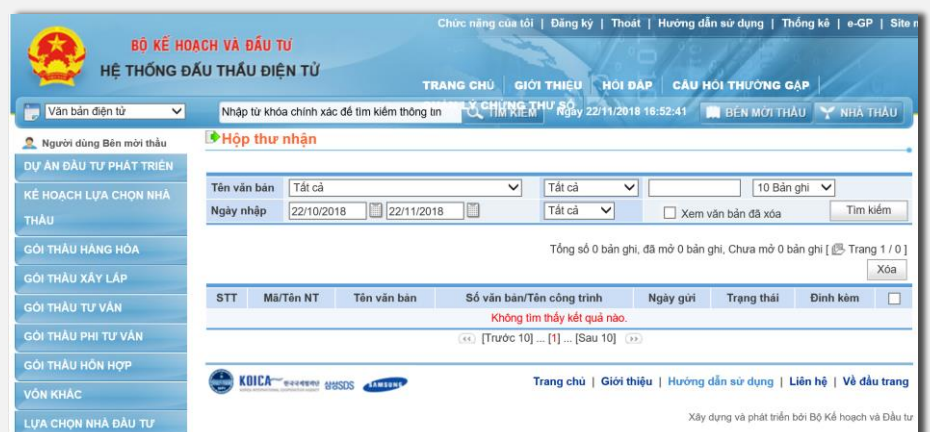 Chức năng của tôi | Đăng ký | Thoát | Hướng dẫn sử dụng | Thống kê | e-GP | Site
BỘ KẾ HOẠCH VÀ ĐẦU TƯ
HỆ THỐNG ĐẤU THẦU ĐIỆN TỬ
TRANG CHỦ | GIỚI THIỆU | HỎI ĐÁP | CÂU HỎI THƯỜNG GẶP
QUẢN LÝ CHỨNG THƯ SỐ
Văn bản điện tử
Nhập từ khóa chính xác để tìm kiếm thông tin
TÌM KIẾM
Ngày 22/11/2018 16:52:41
BÊN MỜI THẦU
NHÀ THẦU
Người dùng Bên mời thầu
DỰ ÁN ĐẦU TƯ PHÁT TRIỂN
KẾ HOẠCH LỰA CHỌN NHÀ
THẦU
GÓI THẦU HÀNG HÓA
GÓI THẦU XÂY LẮP
GÓI THẦU TƯ VẤN
GÓI THẦU PHI TƯ VẤN
GÓI THẦU HỖN HỢP
VỐN KHÁC
LỰA CHỌN NHÀ ĐẦU TƯ
Hộp thư nhận
Tên văn bản Tất cả Tất cả 10 Bản ghi
Ngày nhập 22/10/2018 22/11/2018 Tất cả Xem văn bản đã xóa Tìm kiếm
Tổng số 0 bản ghi, đã mở 0 bản ghi, Chưa mở 0 bản ghi [ Trang 1 / 0 ]
Xóa
STT Mã/Tên NT Tên văn bản Số văn bản/Tên công trình Ngày gửi Trạng thái Đính kèm
Không tìm thấy kết quả nào.
[Trước 10] ... [1] ... [Sau 10]
KOICA SDS SAMSUNG
Trang chủ | Giới thiệu | Hướng dẫn sử dụng | Liên hệ | Về đầu trang
Xây dựng và phát triển bởi Bộ Kế hoạch và Đầu tư